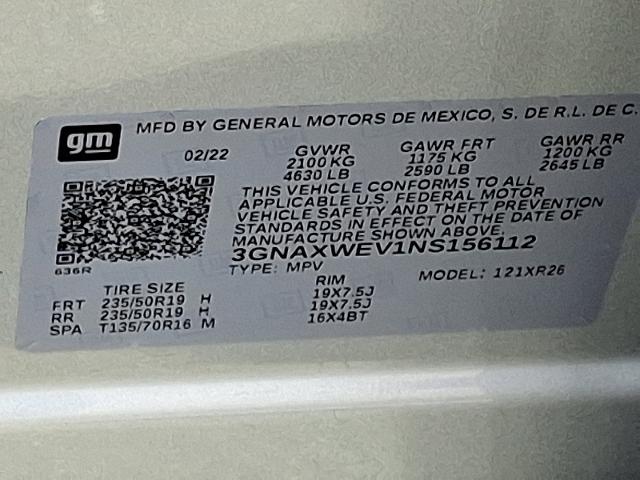 gm
MFD BY GENERAL MOTORS DE MEXICO, S. DE R.L. DE C.
02/22
GVWR
2100 KG
4630 LB
GAWR FRT
1175 KG
2590 LB
GAWR RR
1200 KG
2645 LB
THIS VEHICLE CONFORMS TO ALL
APPLICABLE U.S. FEDERAL MOTOR
VEHICLE SAFETY AND THEFT PREVENTION
STANDARDS IN EFFECT ON THE DATE OF
MANUFACTURE SHOWN ABOVE.
3GNAXWEV1NS156112
TYPE: MPV
MODEL: 121XR26
636R
TIRE SIZE
RIM
FRT 235/50R19 H 19X7.5J
RR 235/50R19 H 19X7.5J
SPA T135/70R16 M 16X4BT